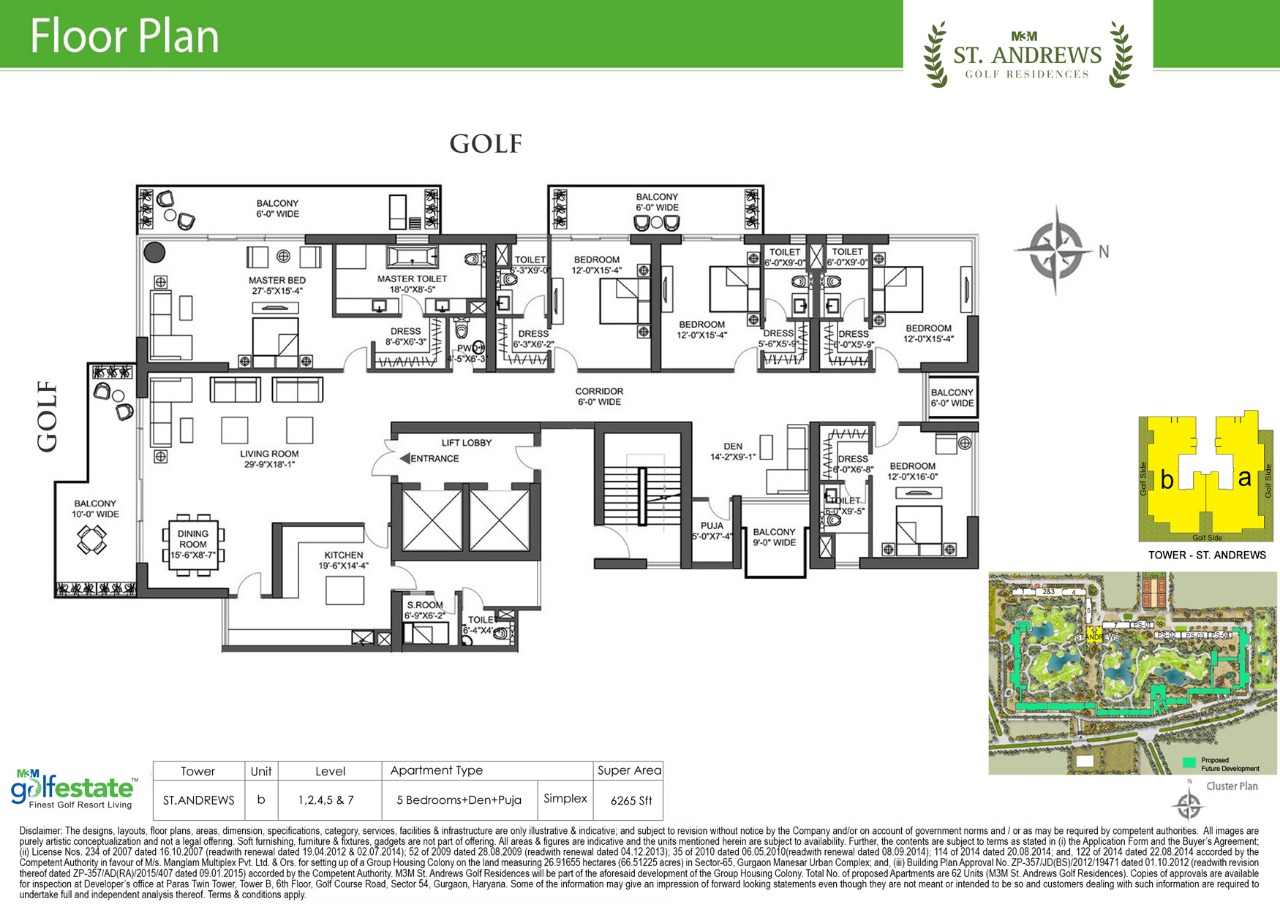 Floor Plan
M3M
ST. ANDREWS
GOLF RESIDENCES
GOLF
GOLF
BALCONY
6'-0" WIDE
BALCONY
6'-0" WIDE
MASTER BED
27'-5"X15'-4"
MASTER TOILET
18'-0"X8'-5"
TOILET
6'-3"X9'-0"
BEDROOM
12'-0"X15'-4"
TOILET
6'-0"X9'-0"
TOILET
6'-0"X9'-0"
N
DRESS
8'-6"X6'-3"
PWD
4'-5"X6'-3"
DRESS
6'-3"X6'-2"
BEDROOM
12'-0"X15'-4"
DRESS
5'-6"X5'-9"
DRESS
6'-0"X5'-9"
BEDROOM
12'-0"X15'-4"
CORRIDOR
6'-0" WIDE
BALCONY
6'-0" WIDE
LIFT LOBBY
ENTRANCE
LIVING ROOM
29'-9"X18'-1"
DEN
14'-2"X9'-1"
DRESS
6'-0"X6'-8"
BEDROOM
12'-0"X16'-0"
BALCONY
10'-0" WIDE
DINING
ROOM
15'-6"X8'-7"
KITCHEN
19'-6"X14'-4"
PUJA
5'-0"X7'-4"
BALCONY
9'-0" WIDE
TOILET
6'-0"X9'-5"
S.ROOM
6'-9"X6'-2"
TOILET
Golf Side
b
a
Golf Side
Golf Side
TOWER - ST. ANDREWS
1
2&3
4
5
7
PS-01
PS-02
PS-03
PS-04
M3M
ST. ANDREWS
Proposed
Future Development
N
Cluster Plan
M3M
golfestate™
Finest Golf Resort Living
Tower Unit Level Apartment Type Super Area
ST.ANDREWS b 1,2,4,5 & 7 5 Bedrooms+Den+Puja Simplex 6265 Sft
Disclaimer: The designs, layouts, floor plans, areas, dimension, specifications, category, services, facilities & infrastructure are only illustrative & indicative; and subject to revision without notice by the Company and/or on account of government norms and / or as may be required by competent authorities. All images are
purely artistic conceptualization and not a legal offering. Soft furnishing, furniture & fixtures, gadgets are not part of offering. All areas & figures are indicative and the units mentioned herein are subject to availability. Further, the contents are subject to terms as stated in (i) the Application Form and the Buyer's Agreement;
(ii) License Nos. 234 of 2007 dated 16.10.2007 (readwith renewal dated 19.04.2012 & 02.07.2014); 52 of 2009 dated 28.08.2009 (readwith renewal dated 04.12.2013); 35 of 2010 dated 06.05.2010(readwith renewal dated 08.09.2014); 114 of 2014 dated 20.08.2014; and, 122 of 2014 dated 22.08.2014 accorded by the
Competent Authority in favour of M/s. Manglam Multiplex Pvt. Ltd. & Ors. for setting up of a Group Housing Colony on the land measuring 26.91655 hectares (66.51225 acres) in Sector-65, Gurgaon Manesar Urban Complex; and, (iii) Building Plan Approval No. ZP-357/JD(BS)/2012/19471 dated 01.10.2012 (readwith revision
thereof dated ZP-357/AD(RA)/2015/407 dated 09.01.2015) accorded by the Competent Authority. M3M St. Andrews Golf Residences will be part of the aforesaid development of the Group Housing Colony. Total No. of proposed Apartments are 62 Units (M3M St. Andrews Golf Residences). Copies of approvals are available
for inspection at Developer's office at Paras Twin Tower, Tower B, 6th Floor, Golf Course Road, Sector 54, Gurgaon, Haryana. Some of the information may give an impression of forward looking statements even though they are not meant or intended to be so and customers dealing with such information are required to
undertake full and independent analysis thereof. Terms & conditions apply.